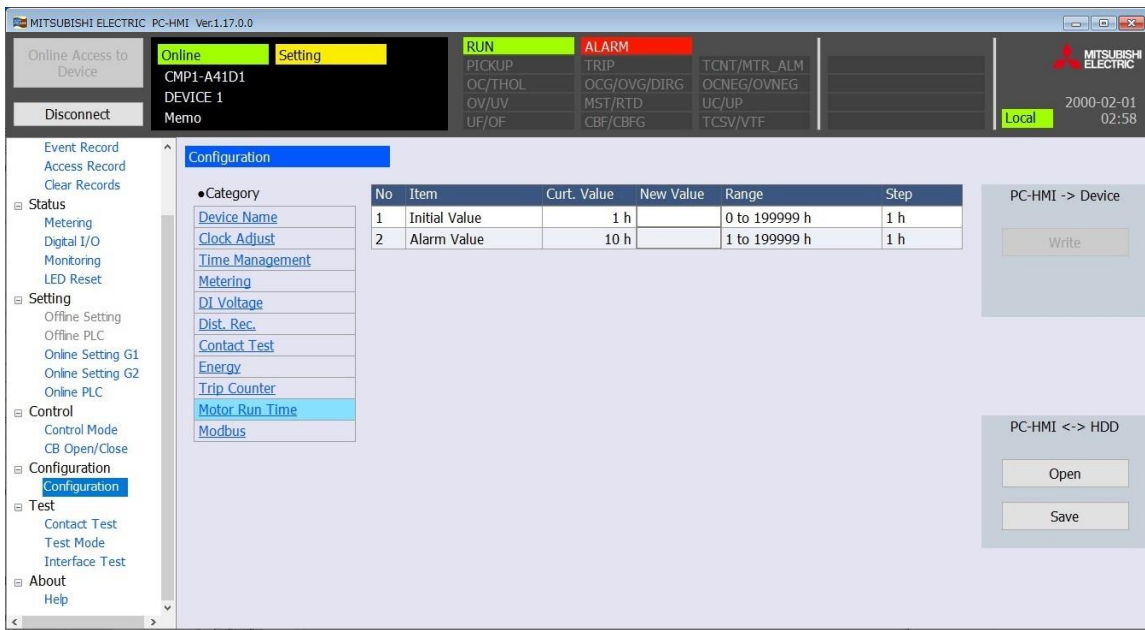 MITSUBISHI ELECTRIC PC-HMI Ver.1.17.0.0
Online Access to
Device
Disconnect
Online Setting
CMP1-A41D1
DEVICE 1
Memo
RUN ALARM
PICKUP TRIP TCNT/MTR_ALM
OC/THOL OCG/OVG/DIRG OCNEG/OVNEG
OV/UV MST/RTD UC/UP
UF/OF CBF/CBFG TCSV/VTF
MITSUBISHI
ELECTRIC
2000-02-01
Local 02:58
Event Record
Access Record
Clear Records
Status
Metering
Digital I/O
Monitoring
LED Reset
Setting
Offline Setting
Offline PLC
Online Setting G1
Online Setting G2
Online PLC
Control
Control Mode
CB Open/Close
Configuration
Configuration
Test
Contact Test
Test Mode
Interface Test
About
Help
Configuration
●Category
Device Name
Clock Adjust
Time Management
Metering
DI Voltage
Dist. Rec.
Contact Test
Energy
Trip Counter
Motor Run Time
Modbus
No Item Curt. Value New Value Range Step
1 Initial Value 1 h 0 to 199999 h 1 h
2 Alarm Value 10 h 1 to 199999 h 1 h
PC-HMI -> Device
Write
PC-HMI <-> HDD
Open
Save